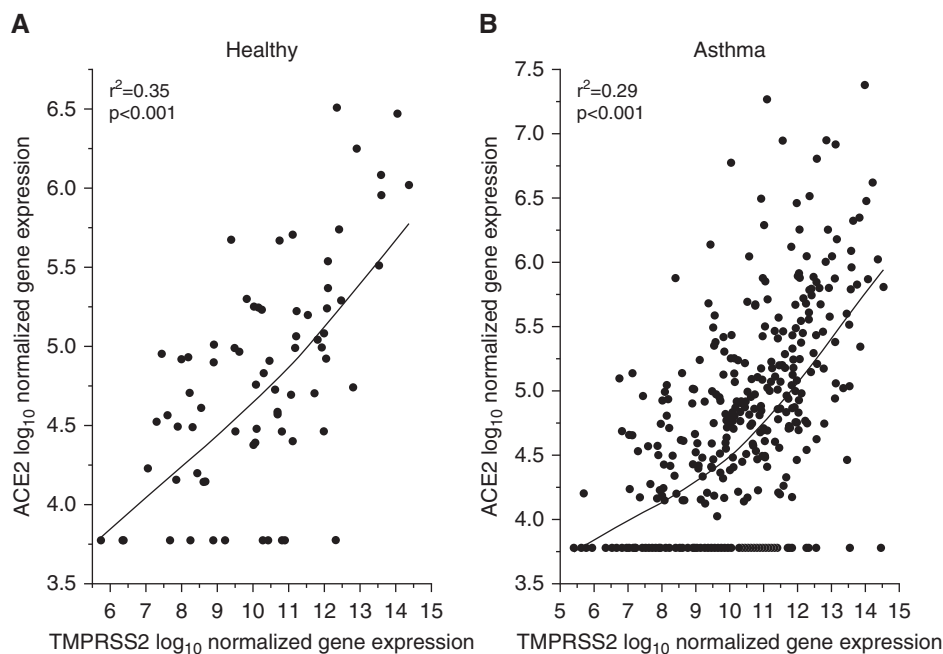 A
Healthy
r²=0.35
p<0.001
6.5
6.0
5.5
5.0
4.5
4.0
3.5
ACE2 log₁₀ normalized gene expression
6 7 8 9 10 11 12 13 14 15
TMPRSS2 log₁₀ normalized gene expression
B
Asthma
r²=0.29
p<0.001
7.5
7.0
6.5
6.0
5.5
5.0
4.5
4.0
3.5
ACE2 log₁₀ normalized gene expression
5 6 7 8 9 10 11 12 13 14 15
TMPRSS2 log₁₀ normalized gene expression